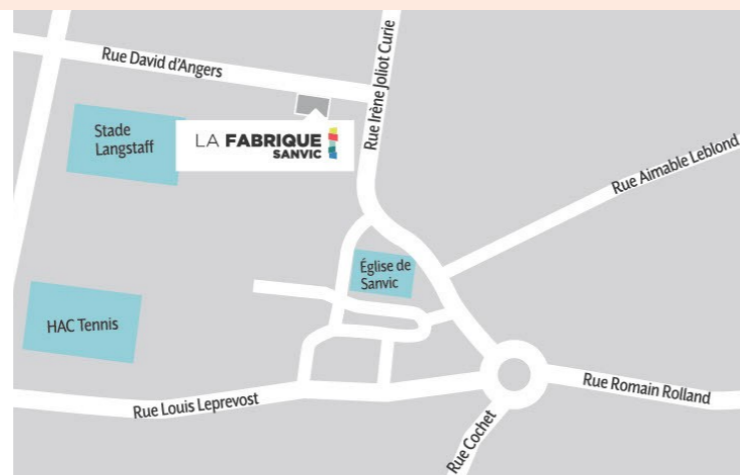 Rue David d'Angers
Rue Irène Joliot Curie
Stade
Langstaff
LA FABRIQUE
SANVIC
Rue Aimable Leblond
Église de
Sanvic
HAC Tennis
Rue Louis Leprevost
Rue Romain Rolland
Rue Cochet